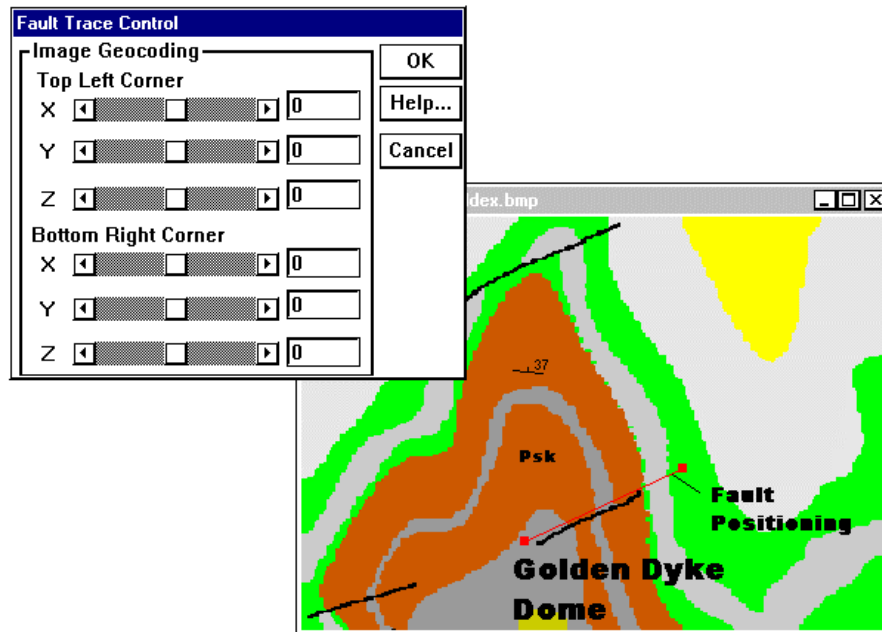 Fault Trace Control
Image Geocoding
Top Left Corner
X 0
Y 0
Z 0
Bottom Right Corner
X 0
Y 0
Z 0
OK
Help...
Cancel
dex.bmp
37
Psk
Fault
Positioning
Golden Dyke
Dome